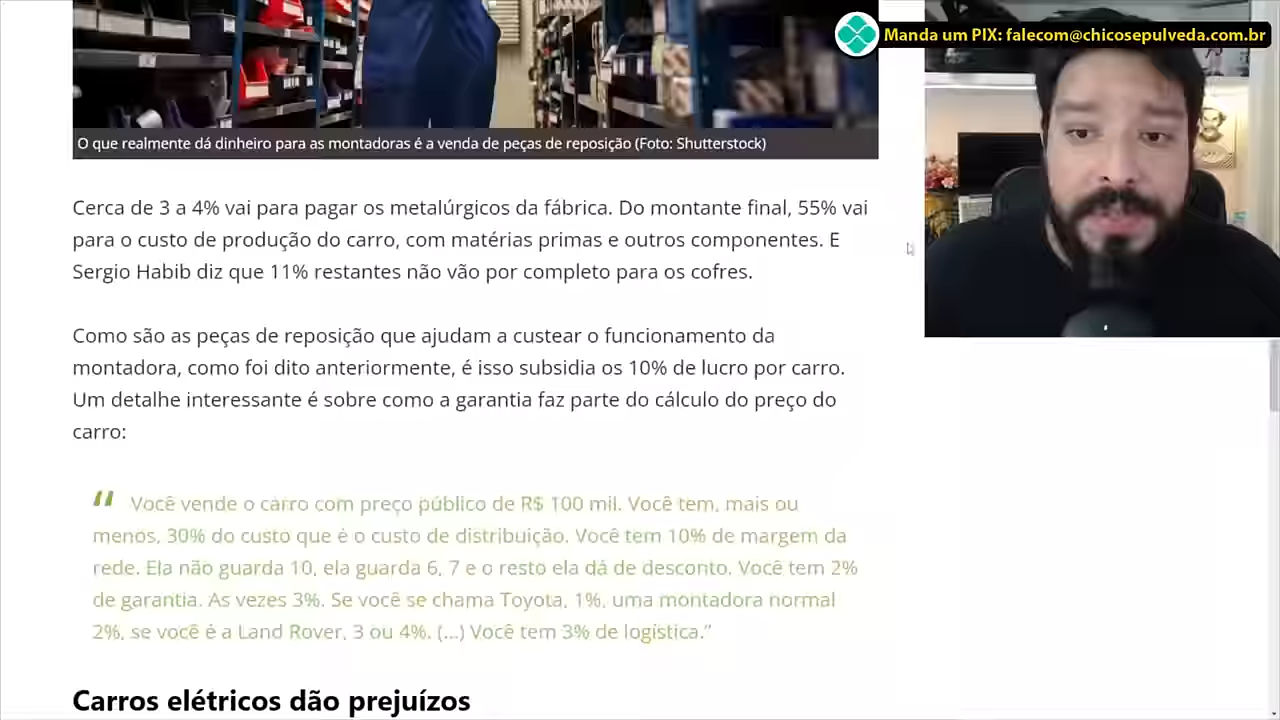 Manda um PIX: falecom@chicosepulveda.com.br
O que realmente dá dinheiro para as montadoras é a venda de peças de reposição (Foto: Shutterstock)
Cerca de 3 a 4% vai para pagar os metalúrgicos da fábrica. Do montante final, 55% vai
para o custo de produção do carro, com matérias primas e outros componentes. E
Sergio Habib diz que 11% restantes não vão por completo para os cofres.
Como são as peças de reposição que ajudam a custear o funcionamento da
montadora, como foi dito anteriormente, é isso subsidia os 10% de lucro por carro.
Um detalhe interessante é sobre como a garantia faz parte do cálculo do preço do
carro:
“ Você vende o carro com preço público de R$ 100 mil. Você tem, mais ou
menos, 30% do custo que é o custo de distribuição. Você tem 10% de margem da
rede. Ela não guarda 10, ela guarda 6, 7 e o resto ela dá de desconto. Você tem 2%
de garantia. As vezes 3%. Se você se chama Toyota, 1%, uma montadora normal
2%, se você é a Land Rover, 3 ou 4%. (...) Você tem 3% de logística.”
Carros elétricos dão prejuízos